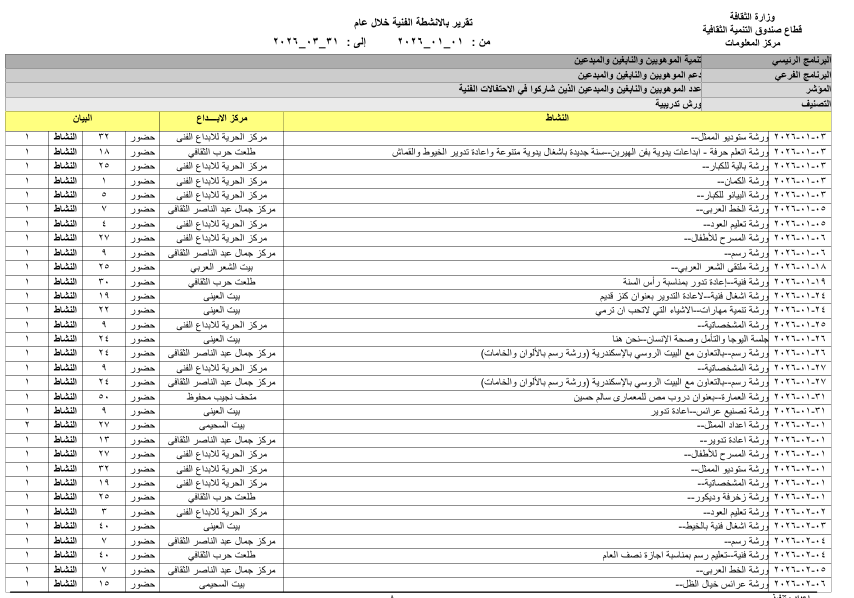 وزارة الثقافة
قطاع صندوق التنمية الثقافية
مركز المعلومات
تقرير بالانشطة الفنية خلال عام
من : ٠١_٠١_٢٠٢٦ إلى : ٣١_٠٣_٢٠٢٦
البرنامج الرئيسي تنمية الموهوبين والنابغين والمبدعين
البرنامج الفرعي دعم الموهوبين والنابغين والمبدعين
المؤشر عدد الموهوبين والنابغين والمبدعين الذين شاركوا في الاحتفالات الفنية
التصنيف ورش تدريبية
النشاط مركز الابـــداع البيان
٠٣-٠١-٢٠٢٦ ورشة ستوديو الممثل-- مركز الحرية للابداع الفنى حضور ٣٢ النشاط ١
٠٣-٠١-٢٠٢٦ ورشة اتعلم حرفة - ابداعات يدوية بفن الهيربن--سنة جديدة باشغال يدوية متنوعة واعادة تدوير الخيوط والقماش طلعت حرب الثقافي حضور ١٨ النشاط ١
٠٣-٠١-٢٠٢٦ ورشة بالية للكبار-- مركز الحرية للابداع الفنى حضور ٢٥ النشاط ١
٠٣-٠١-٢٠٢٦ ورشة الكمان-- مركز الحرية للابداع الفنى حضور ١ النشاط ١
٠٣-٠١-٢٠٢٦ ورشة البيانو للكبار-- مركز الحرية للابداع الفنى حضور ٥ النشاط ١
٠٥-٠١-٢٠٢٦ ورشة الخط العربى-- مركز جمال عبد الناصر الثقافى حضور ٧ النشاط ١
٠٥-٠١-٢٠٢٦ ورشة تعليم العود-- مركز الحرية للابداع الفنى حضور ٤ النشاط ١
٠٦-٠١-٢٠٢٦ ورشة المسرح للأطفال-- مركز الحرية للابداع الفنى حضور ٢٧ النشاط ١
٠٦-٠١-٢٠٢٦ ورشة رسم-- مركز جمال عبد الناصر الثقافى حضور ٩ النشاط ١
١٨-٠١-٢٠٢٦ ورشة ملتقى الشعر العربي-- بيت الشعر العربي حضور ٢٥ النشاط ١
١٩-٠١-٢٠٢٦ ورشة فنية--إعادة تدور بمناسبة رأس السنة طلعت حرب الثقافي حضور ٣٠ النشاط ١
٢٤-٠١-٢٠٢٦ ورشة اشغال فنية--لاعادة التدوير بعنوان كنز قديم بيت العينى حضور ١٩ النشاط ١
٢٤-٠١-٢٠٢٦ ورشة تنمية مهارات--الاشياء التي لاتحب ان ترمي بيت العينى حضور ٢٢ النشاط ١
٢٥-٠١-٢٠٢٦ ورشة المشخصاتية-- مركز الحرية للابداع الفنى حضور ٩ النشاط ١
٢٦-٠١-٢٠٢٦ جلسة اليوجا والتأمل وصحة الإنسان--نحن هنا بيت العينى حضور ٢٤ النشاط ١
٢٦-٠١-٢٠٢٦ ورشة رسم--بالتعاون مع البيت الروسي بالإسكندرية (ورشة رسم بالألوان والخامات) مركز جمال عبد الناصر الثقافى حضور ٢٤ النشاط ١
٢٧-٠١-٢٠٢٦ ورشة المشخصاتية-- مركز الحرية للابداع الفنى حضور ٩ النشاط ١
٢٧-٠١-٢٠٢٦ ورشة رسم--بالتعاون مع البيت الروسي بالإسكندرية (ورشة رسم بالألوان والخامات) مركز جمال عبد الناصر الثقافى حضور ٢٤ النشاط ١
٣١-٠١-٢٠٢٦ ورشة العمارة--بعنوان دروب مصر للمعمارى سالم حسين متحف نجيب محفوظ حضور ٥٠ النشاط ١
٣١-٠١-٢٠٢٦ ورشة تصنيع عرائس--اعادة تدوير بيت العينى حضور ٩ النشاط ١
٠١-٠٢-٢٠٢٦ ورشة اعداد الممثل-- بيت السحيمى حضور ٢٧ النشاط ٢
٠١-٠٢-٢٠٢٦ ورشة اعادة تدوير-- مركز جمال عبد الناصر الثقافى حضور ١٣ النشاط ١
٠١-٠٢-٢٠٢٦ ورشة المسرح للأطفال-- مركز الحرية للابداع الفنى حضور ٢٧ النشاط ١
٠١-٠٢-٢٠٢٦ ورشة ستوديو الممثل-- مركز الحرية للابداع الفنى حضور ٣٢ النشاط ١
٠١-٠٢-٢٠٢٦ ورشة المشخصاتية-- مركز الحرية للابداع الفنى حضور ١٩ النشاط ١
٠١-٠٢-٢٠٢٦ ورشة زخرفة وديكور-- طلعت حرب الثقافي حضور ٢٥ النشاط ١
٠٢-٠٢-٢٠٢٦ ورشة تعليم العود-- مركز الحرية للابداع الفنى حضور ٣ النشاط ١
٠٣-٠٢-٢٠٢٦ ورشة اشغال فنية بالخيط-- بيت العينى حضور ٤٠ النشاط ١
٠٤-٠٢-٢٠٢٦ ورشة رسم-- مركز جمال عبد الناصر الثقافى حضور ٧ النشاط ١
٠٤-٠٢-٢٠٢٦ ورشة فنية--تعليم رسم بمناسبة اجازة نصف العام طلعت حرب الثقافي حضور ٤٠ النشاط ١
٠٥-٠٢-٢٠٢٦ ورشة الخط العربى-- مركز جمال عبد الناصر الثقافى حضور ٧ النشاط ١
٠٦-٠٢-٢٠٢٦ ورشة عرائس خيال الظل-- بيت السحيمى حضور ١٥ النشاط ١